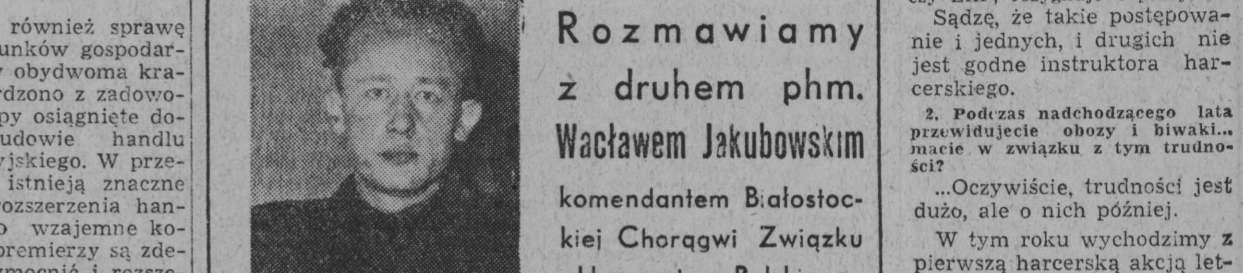 również sprawę
unków gospodar-
obydwoma kra-
rdzono z zadowo-
py osiągnięte do-
udowie handlu
yjskiego. W prze-
istnieją znaczne
ozszerzenia han-
o wzajemne ko-
premierzy są zde-
Rozmawiamy
z druhem phm.
Wacławem Jakubowskim
komendantem Białostoc-
kiej Chorągwi Związku
Sądzę, że takie postępowa-
nie i jednych, i drugich nie
jest godne instruktora har-
cerskiego.
2. Podczas nadchodzącego lata
przewidujecie obozy i biwaki...
macie w związku z tym trudno-
ści?
...Oczywiście, trudności jest
dużo, ale o nich później.
W tym roku wychodzimy z
pierwszą harcerską akcją let-